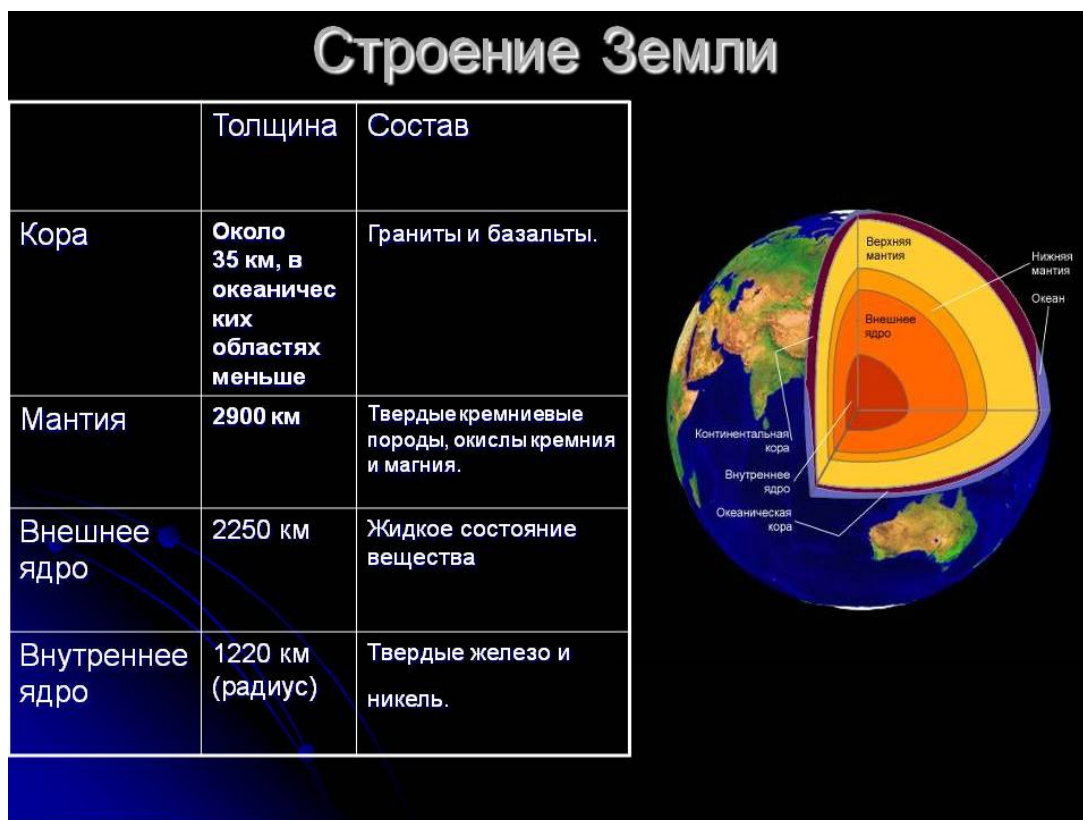 Строение Земли
Толщина
Состав
Кора
Около
35 км, в
океаничес
ких
областях
меньше
Граниты и базальты.
Мантия
2900 км
Твердые кремниевые
породы, окислы кремния
и магния.
Внешнее
ядро
2250 км
Жидкое состояние
вещества
Внутреннее
ядро
1220 км
(радиус)
Твердые железо и
никель.
Верхняя
мантия
Нижняя
мантия
Океан
Внешнее
ядро
Континентальная
кора
Внутреннее
ядро
Океаническая
кора